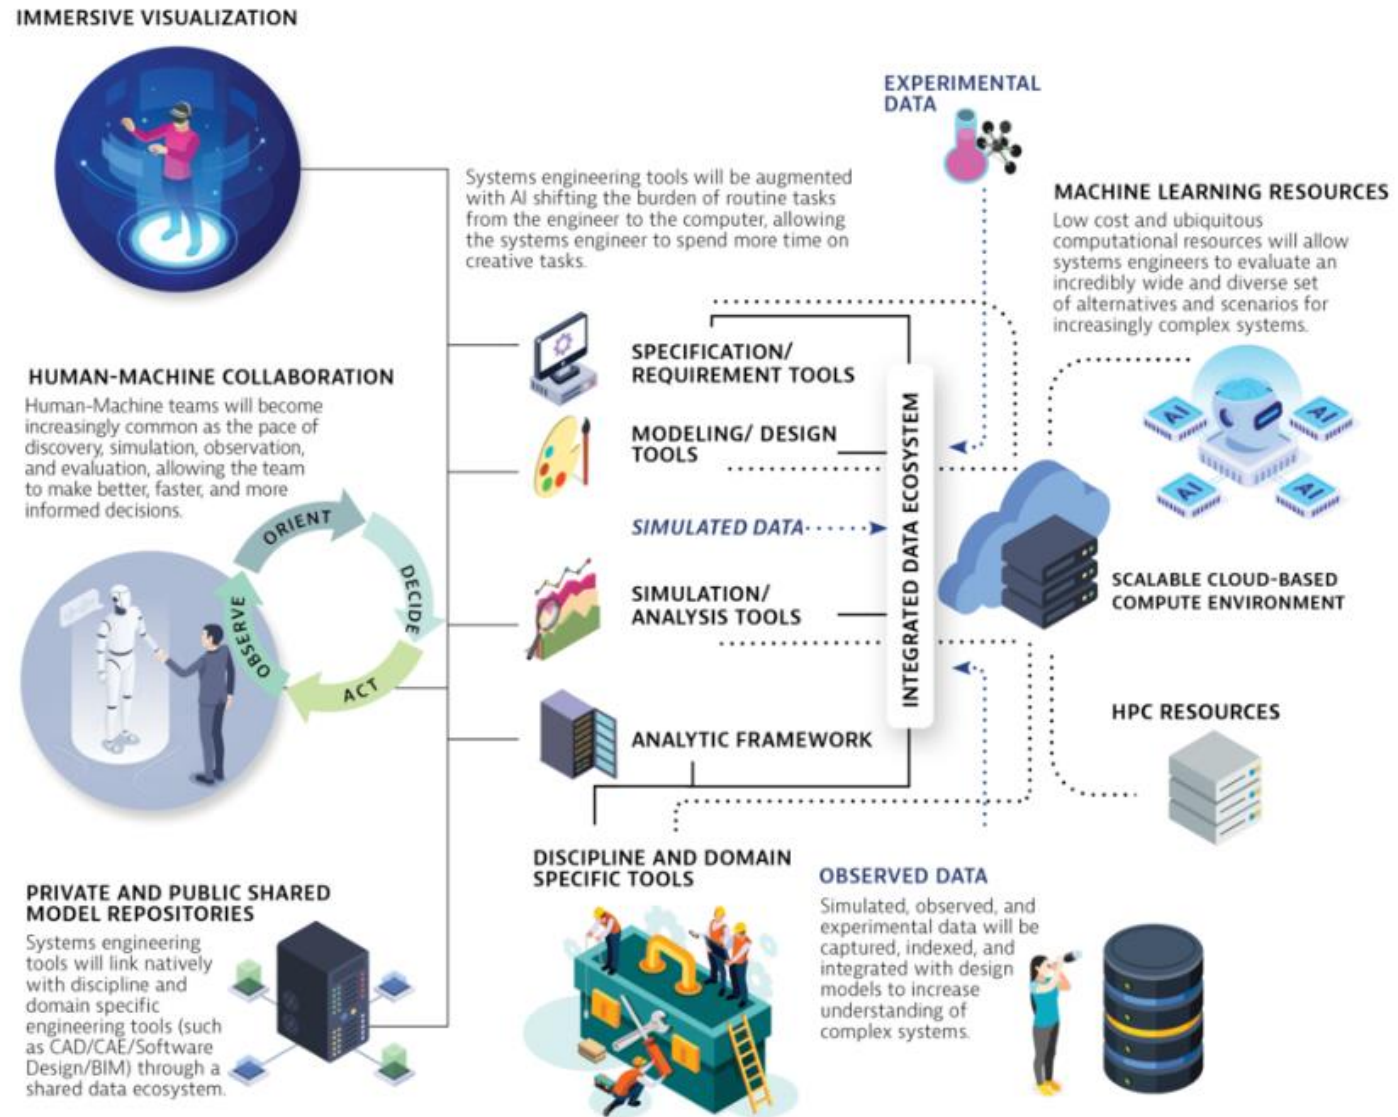 IMMERSIVE VISUALIZATION
EXPERIMENTAL
DATA
Systems engineering tools will be augmented
with AI shifting the burden of routine tasks
from the engineer to the computer, allowing
the systems engineer to spend more time on
creative tasks.
MACHINE LEARNING RESOURCES
Low cost and ubiquitous
computational resources will allow
systems engineers to evaluate an
incredibly wide and diverse set
of alternatives and scenarios for
increasingly complex systems.
AI
AI
AI
AI
HUMAN-MACHINE COLLABORATION
Human-Machine teams will become
increasingly common as the pace of
discovery, simulation, observation,
and evaluation, allowing the team
to make better, faster, and more
informed decisions.
ORIENT
DECIDE
ACT
OBSERVE
SPECIFICATION/
REQUIREMENT TOOLS
MODELING/ DESIGN
TOOLS
SIMULATED DATA
SIMULATION/
ANALYSIS TOOLS
ANALYTIC FRAMEWORK
INTEGRATED DATA ECOSYSTEM
SCALABLE CLOUD-BASED
COMPUTE ENVIRONMENT
HPC RESOURCES
PRIVATE AND PUBLIC SHARED
MODEL REPOSITORIES
Systems engineering
tools will link natively
with discipline and
domain specific
engineering tools (such
as CAD/CAE/Software
Design/BIM) through a
shared data ecosystem.
DISCIPLINE AND DOMAIN
SPECIFIC TOOLS
OBSERVED DATA
Simulated, observed, and
experimental data will be
captured, indexed, and
integrated with design
models to increase
understanding of
complex systems.